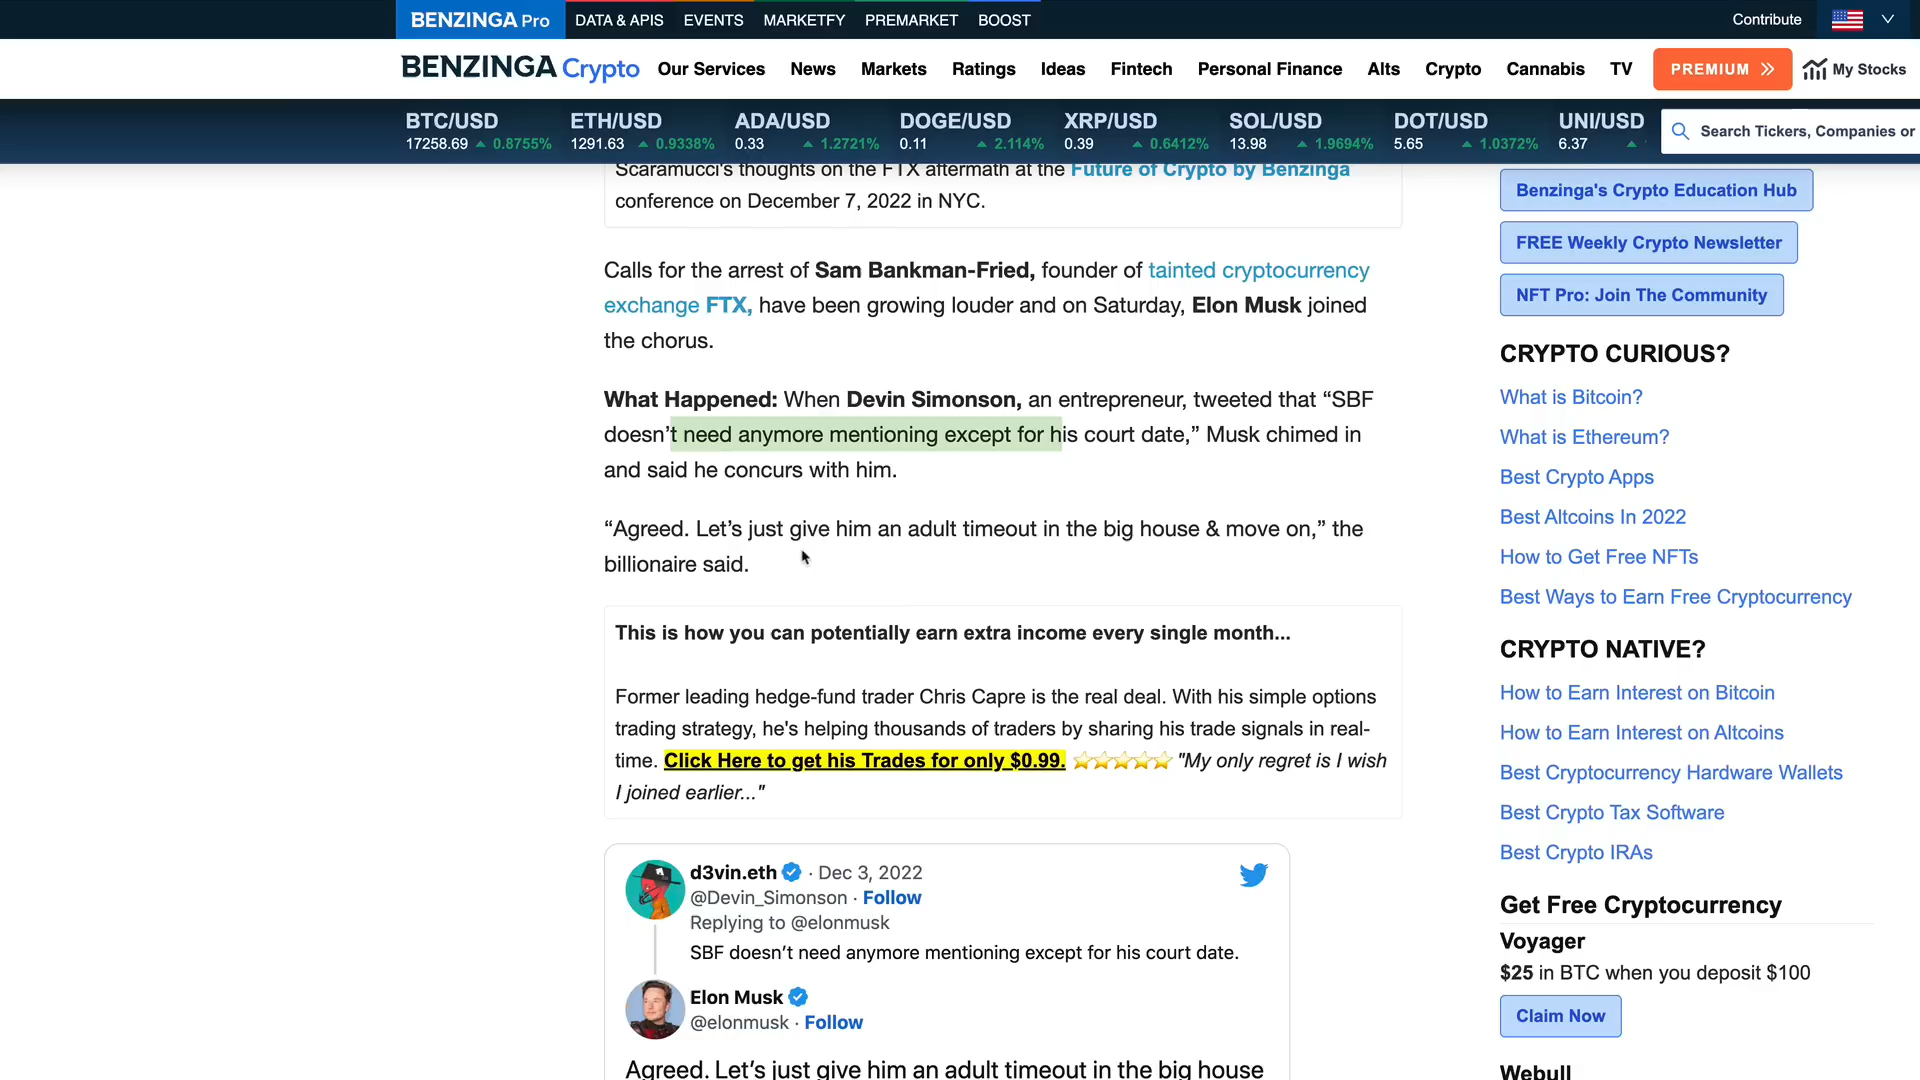 BENZINGA Pro DATA & APIS EVENTS MARKETFY PREMARKET BOOST Contribute
BENZINGA Crypto Our Services News Markets Ratings Ideas Fintech Personal Finance Alts Crypto Cannabis TV PREMIUM My Stocks
BTC/USD ETH/USD ADA/USD DOGE/USD XRP/USD SOL/USD DOT/USD UNI/USD
17258.69 ▲ 0.8755% 1291.63 ▲ 0.9338% 0.33 ▲ 1.2721% 0.11 ▲ 2.114% 0.39 ▲ 0.6412% 13.98 ▲ 1.9694% 5.65 ▲ 1.0372% 6.37 ▲
Search Tickers, Companies or
Scaramucci's thoughts on the FTX aftermath at the Future of Crypto by Benzinga
conference on December 7, 2022 in NYC.
Calls for the arrest of Sam Bankman-Fried, founder of tainted cryptocurrency
exchange FTX, have been growing louder and on Saturday, Elon Musk joined
the chorus.
What Happened: When Devin Simonson, an entrepreneur, tweeted that “SBF
doesn’t need anymore mentioning except for his court date,” Musk chimed in
and said he concurs with him.
“Agreed. Let’s just give him an adult timeout in the big house & move on,” the
billionaire said.
This is how you can potentially earn extra income every single month...
Former leading hedge-fund trader Chris Capre is the real deal. With his simple options
trading strategy, he's helping thousands of traders by sharing his trade signals in real-
time. Click Here to get his Trades for only $0.99. ⭐⭐⭐⭐⭐ "My only regret is I wish
I joined earlier..."
d3vin.eth · Dec 3, 2022
@Devin_Simonson · Follow
Replying to @elonmusk
SBF doesn’t need anymore mentioning except for his court date.
Elon Musk
@elonmusk · Follow
Agreed. Let’s just give him an adult timeout in the big house
Benzinga's Crypto Education Hub
FREE Weekly Crypto Newsletter
NFT Pro: Join The Community
CRYPTO CURIOUS?
What is Bitcoin?
What is Ethereum?
Best Crypto Apps
Best Altcoins In 2022
How to Get Free NFTs
Best Ways to Earn Free Cryptocurrency
CRYPTO NATIVE?
How to Earn Interest on Bitcoin
How to Earn Interest on Altcoins
Best Cryptocurrency Hardware Wallets
Best Crypto Tax Software
Best Crypto IRAs
Get Free Cryptocurrency
Voyager
$25 in BTC when you deposit $100
Claim Now
Webull